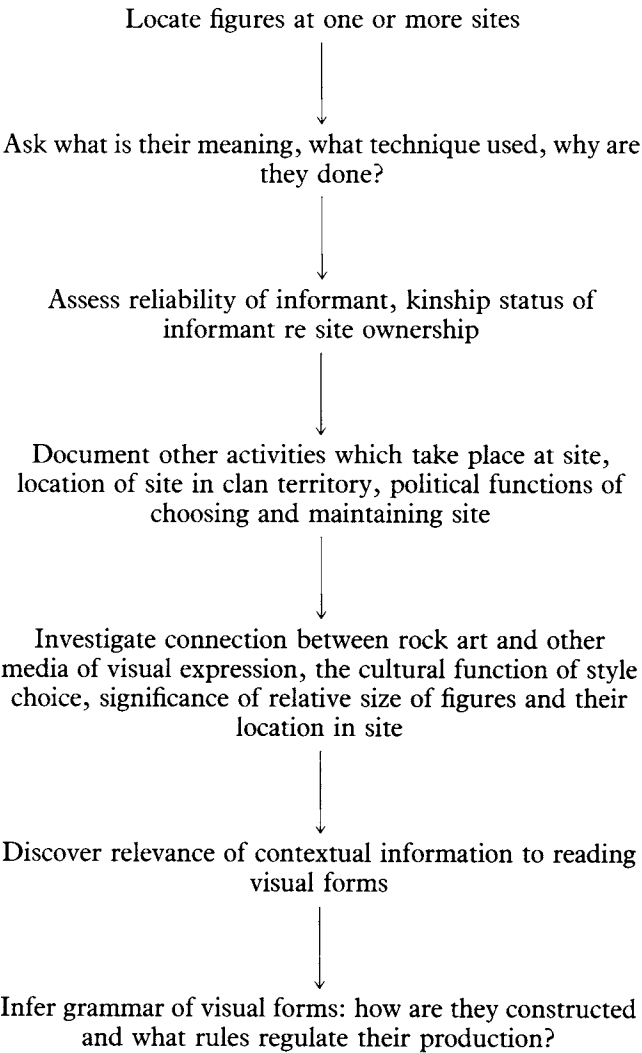 Locate figures at one or more sites
Ask what is their meaning, what technique used, why are
they done?
Assess reliability of informant, kinship status of
informant re site ownership
Document other activities which take place at site,
location of site in clan territory, political functions of
choosing and maintaining site
Investigate connection between rock art and other
media of visual expression, the cultural function of style
choice, significance of relative size of figures and their
location in site
Discover relevance of contextual information to reading
visual forms
Infer grammar of visual forms: how are they constructed
and what rules regulate their production?